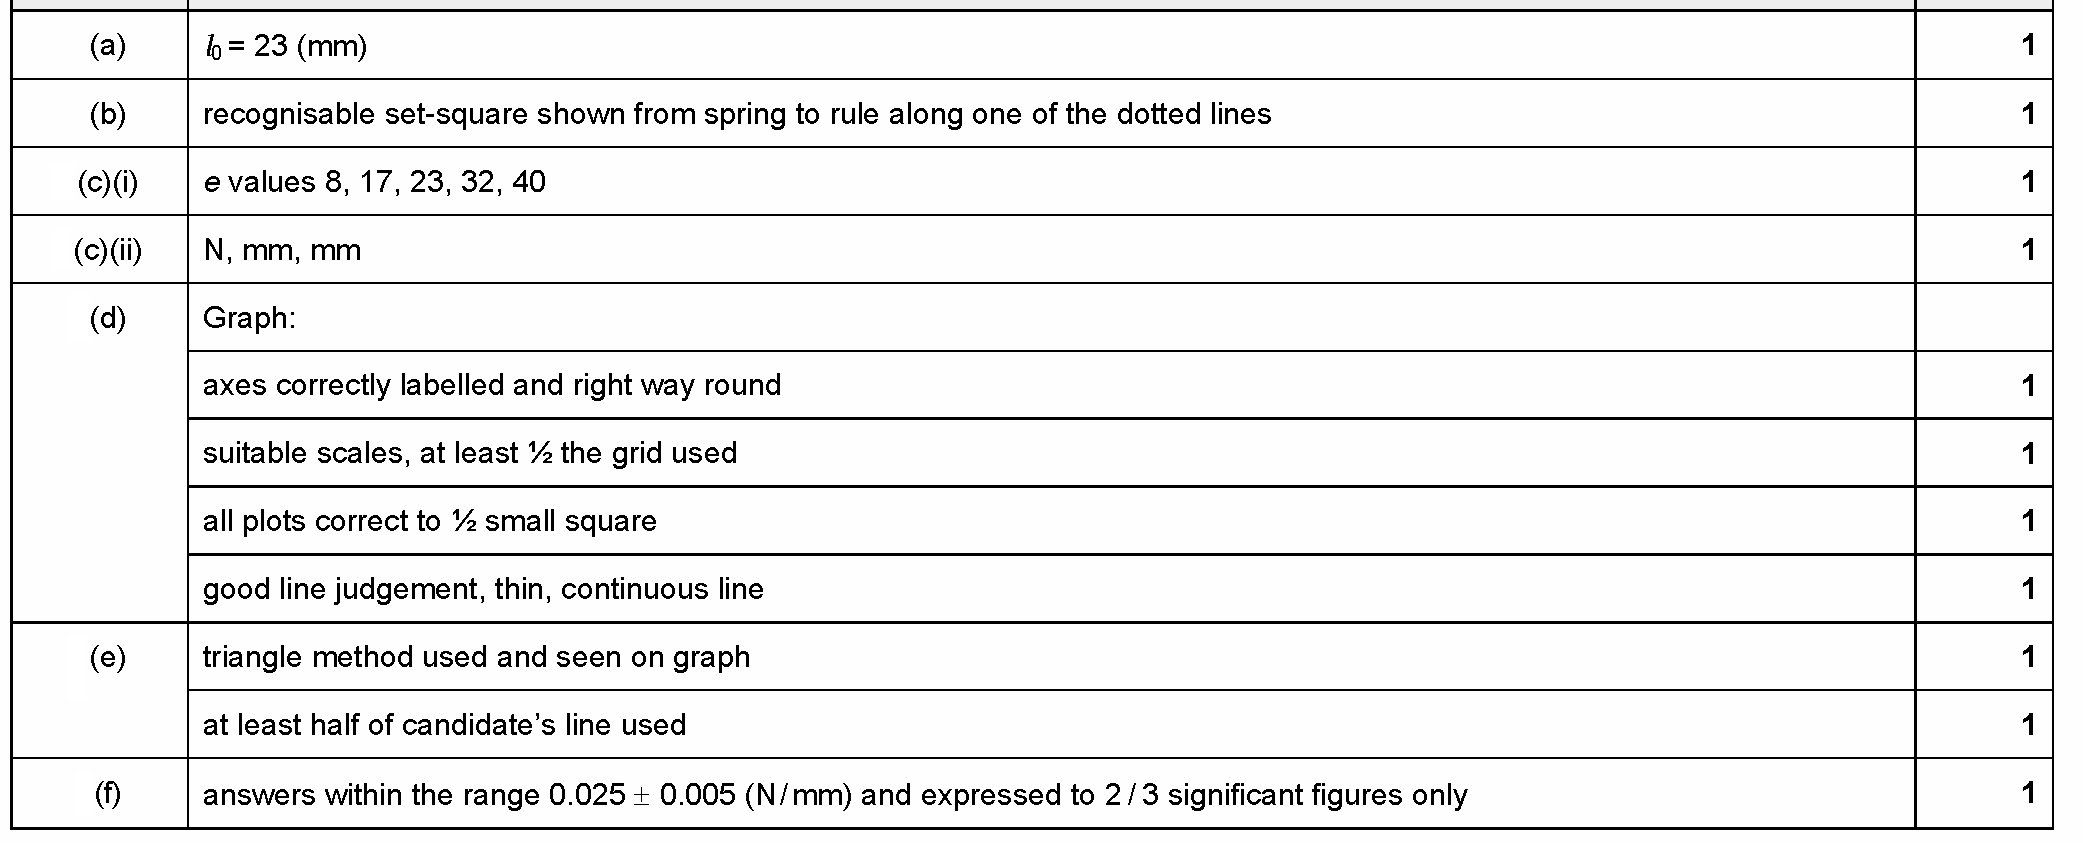 (a) l0 = 23 (mm) 1
(b) recognisable set-square shown from spring to rule along one of the dotted lines 1
(c)(i) e values 8, 17, 23, 32, 40 1
(c)(ii) N, mm, mm 1
(d) Graph:
axes correctly labelled and right way round 1
suitable scales, at least ½ the grid used 1
all plots correct to ½ small square 1
good line judgement, thin, continuous line 1
(e) triangle method used and seen on graph 1
at least half of candidate’s line used 1
(f) answers within the range 0.025 ± 0.005 (N/mm) and expressed to 2/3 significant figures only 1